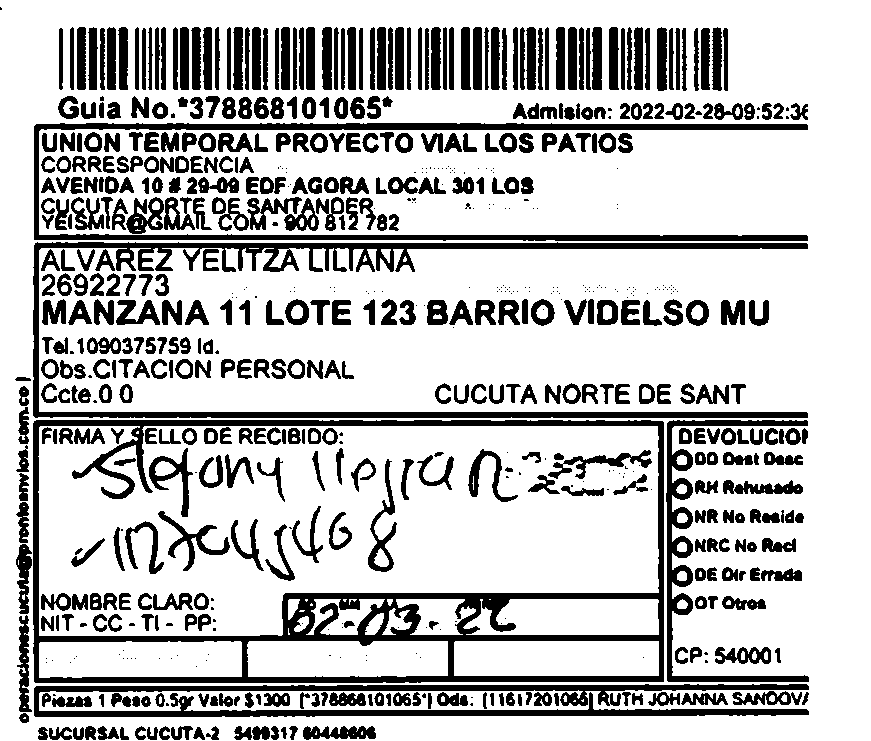 Guia No.*378868101065*
Admision: 2022-02-28-09:52:36
UNION TEMPORAL PROYECTO VIAL LOS PATIOS
CORRESPONDENCIA
AVENIDA 10 # 29-09 EDF AGORA LOCAL 301 LOS
CUCUTA NORTE DE SANTANDER
YEISMIR@GMAIL COM - 900 812 782
ALVAREZ YELITZA LILIANA
26922773
MANZANA 11 LOTE 123 BARRIO VIDELSO MU
Tel.1090375759 Id.
Obs.CITACION PERSONAL
Ccte.0 0
CUCUTA NORTE DE SANT
FIRMA Y SELLO DE RECIBIDO:
Stefany
NOMBRE CLARO:
NIT - CC - TI - PP:
02-03-22
DEVOLUCION
DD Dest Desc
RH Rehusado
NR No Reside
NRC No Recl
DE Dir Errada
OT Otros
CP: 540001
Piezas 1 Peso 0.5gr Valor $1300 [*378868101065*] Ods: [11617201066] RUTH JOHANNA SANDOVA
SUCURSAL CUCUTA-2 5499317 60448606
operacionescucuta@prontoenvios.com.co |